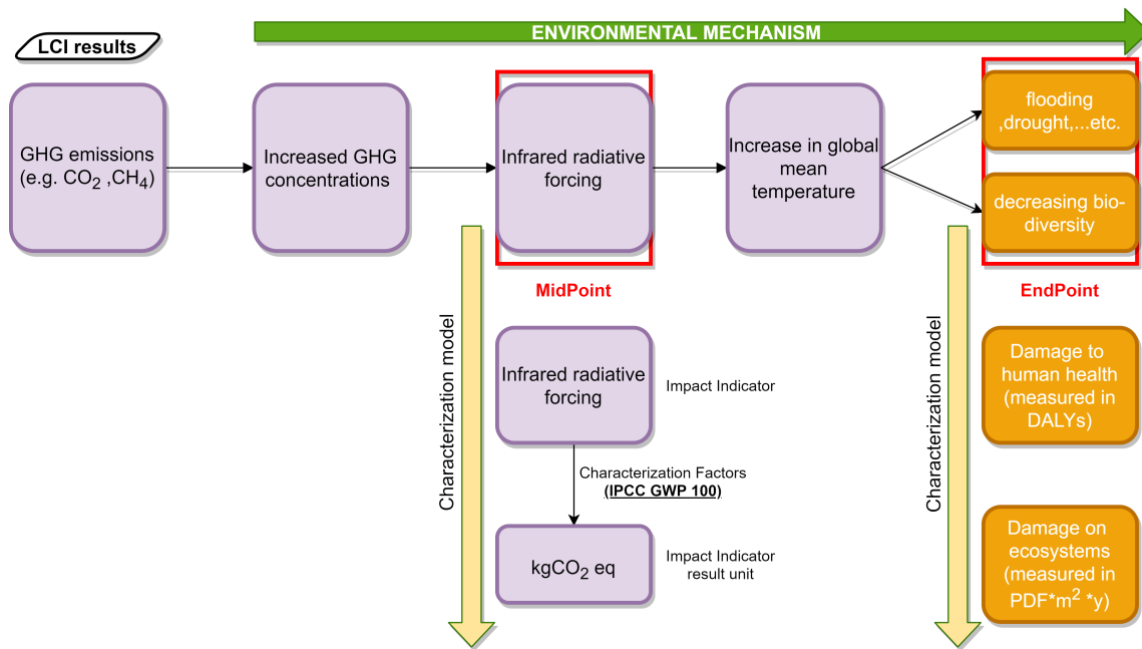 ENVIRONMENTAL MECHANISM
LCI results
GHG emissions
(e.g. CO₂ ,CH₄)
Increased GHG
concentrations
Infrared radiative
forcing
Increase in global
mean
temperature
flooding
,drought,...etc.
decreasing bio-
diversity
MidPoint
EndPoint
Characterization model
Infrared radiative
forcing
Impact Indicator
Characterization Factors
(IPCC GWP 100)
kgCO₂ eq
Impact Indicator
result unit
Characterization model
Damage to
human health
(measured in
DALYs)
Damage on
ecosystems
(measured in
PDF*m² *y)